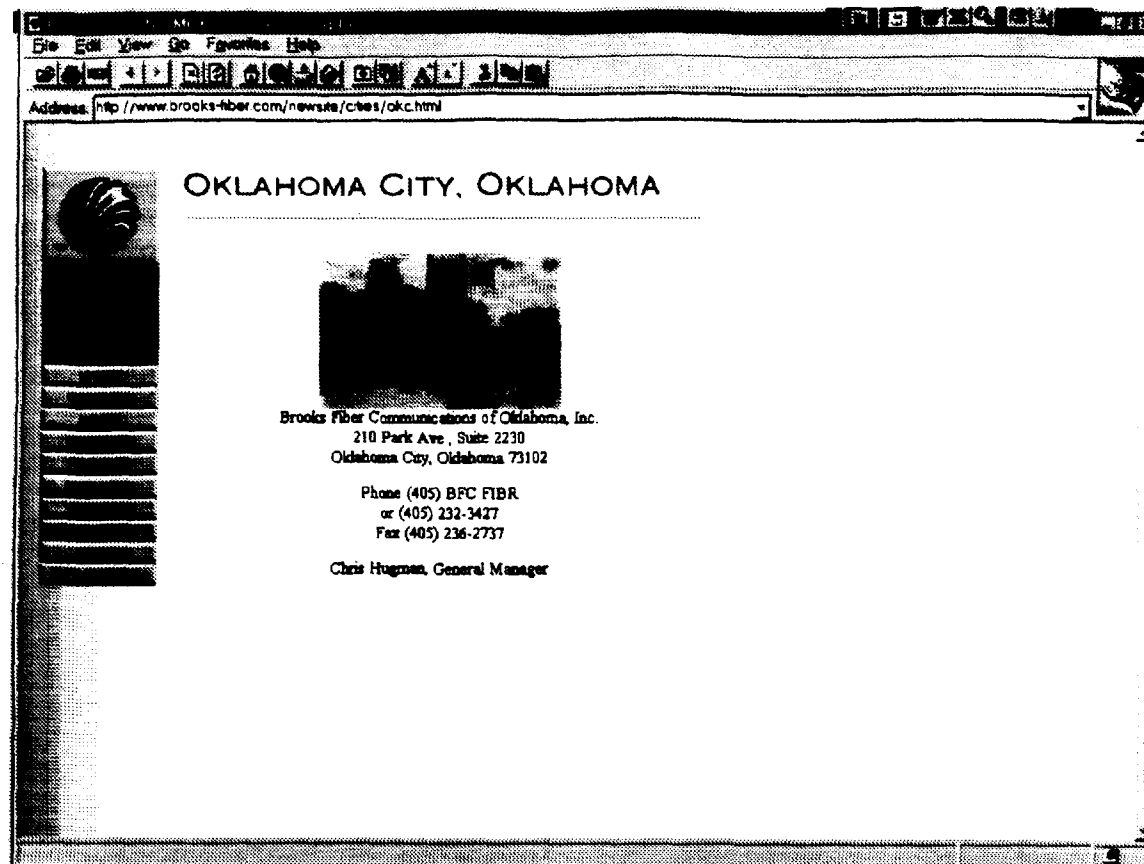 File Edit View Go Favorites Help
Address: http://www.brooks-fiber.com/newsite/cities/okc.html
OKLAHOMA CITY, OKLAHOMA
Brooks Fiber Communications of Oklahoma, Inc.
210 Park Ave, Suite 2230
Oklahoma City, Oklahoma 73102
Phone (405) BFC FIBR
or (405) 232-3427
Fax (405) 236-2737
Chris Hugman, General Manager